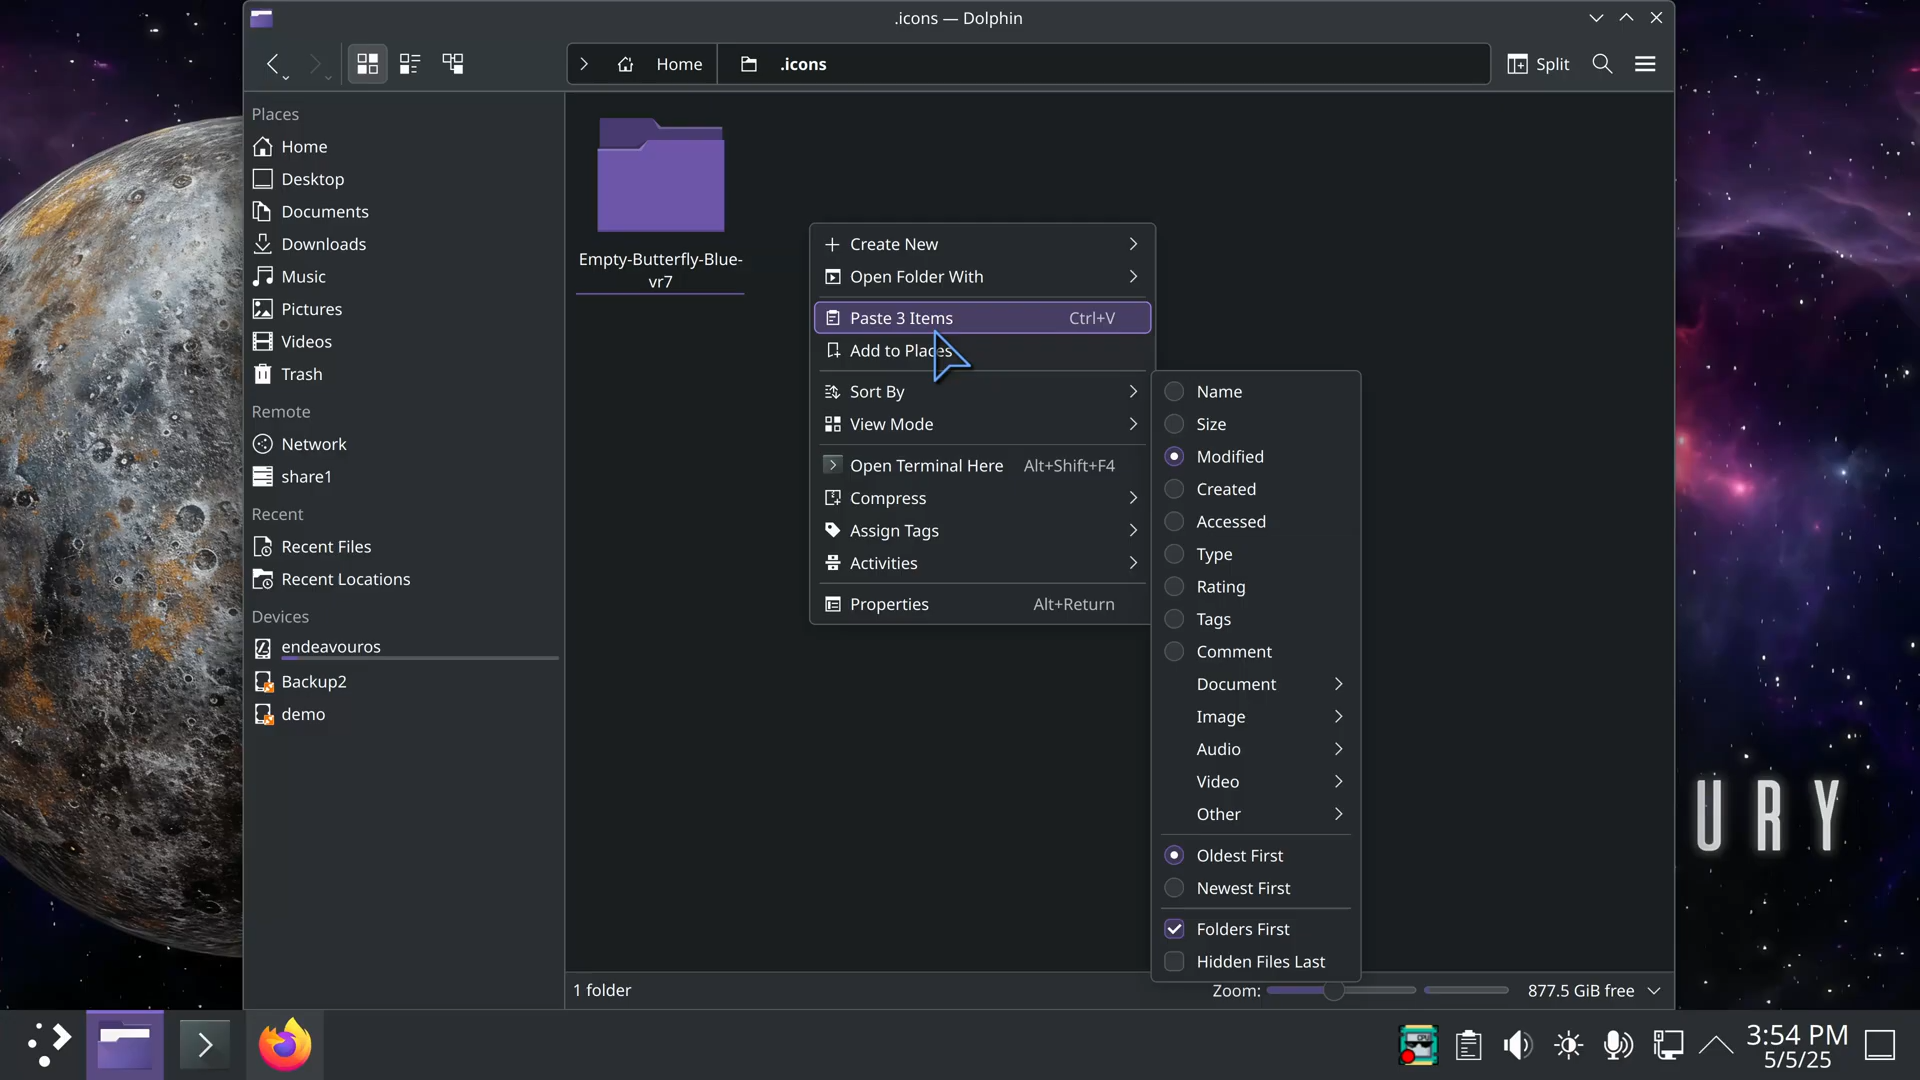 .icons — Dolphin
Home
.icons
Split
Places
Home
Desktop
Documents
Downloads
Music
Pictures
Videos
Trash
Remote
Network
share1
Recent
Recent Files
Recent Locations
Devices
endeavouros
Backup2
demo
Empty-Butterfly-Blue-
vr7
Create New
Open Folder With
Paste 3 Items Ctrl+V
Add to Places
Sort By
View Mode
Open Terminal Here Alt+Shift+F4
Compress
Assign Tags
Activities
Properties Alt+Return
Name
Size
Modified
Created
Accessed
Type
Rating
Tags
Comment
Document
Image
Audio
Video
Other
Oldest First
Newest First
Folders First
Hidden Files Last
1 folder
Zoom:
877.5 GiB free
URY
3:54 PM
5/5/25